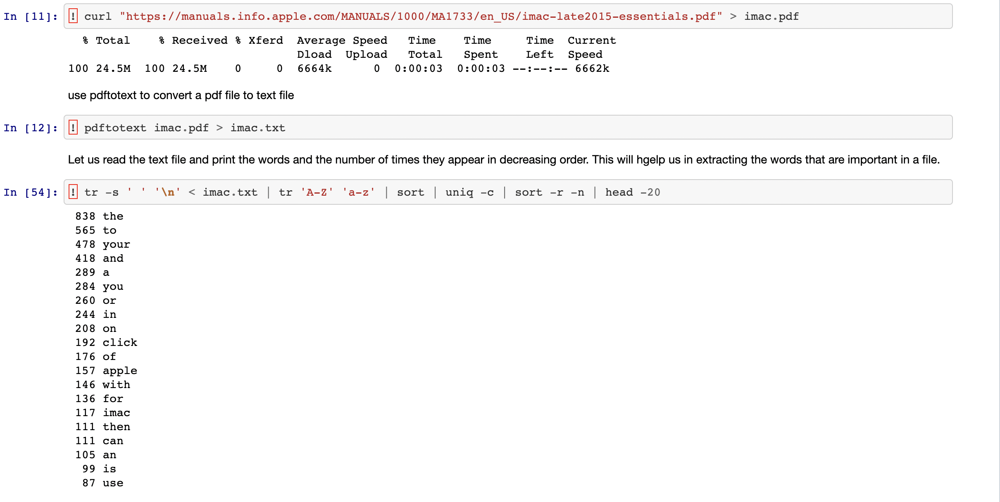 In [11]: ! curl "https://manuals.info.apple.com/MANUALS/1000/MA1733/en_US/imac-late2015-essentials.pdf" > imac.pdf
% Total % Received % Xferd Average Speed Time Time Time Current
Dload Upload Total Spent Left Speed
100 24.5M 100 24.5M 0 0 6664k 0 0:00:03 0:00:03 --:--:-- 6662k
use pdftotext to convert a pdf file to text file
In [12]: ! pdftotext imac.pdf > imac.txt
Let us read the text file and print the words and the number of times they appear in decreasing order. This will hgelp us in extracting the words that are important in a file.
In [54]: ! tr -s ' ' '\n' < imac.txt | tr 'A-Z' 'a-z' | sort | uniq -c | sort -r -n | head -20
838 the
565 to
478 your
418 and
289 a
284 you
260 or
244 in
208 on
192 click
176 of
157 apple
146 with
136 for
117 imac
111 then
111 can
105 an
99 is
87 use